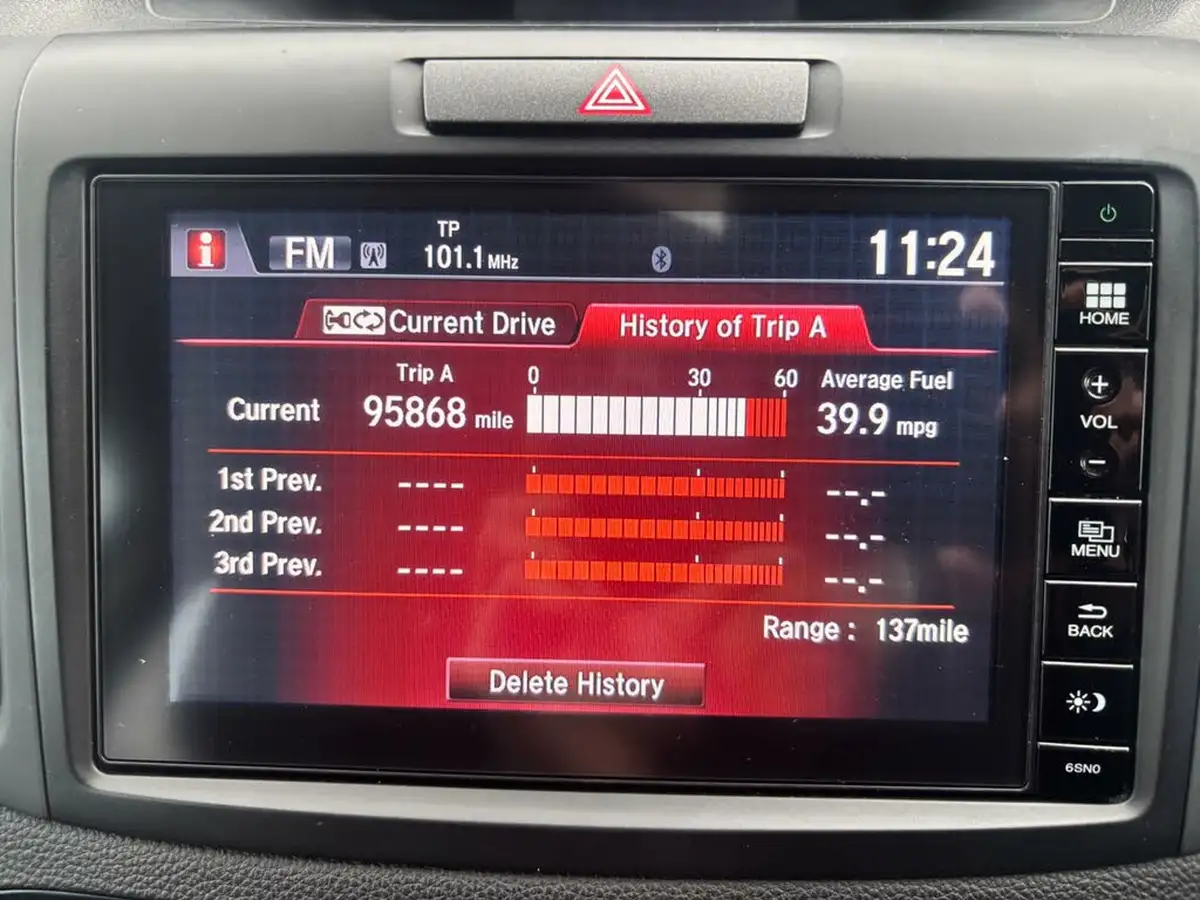 i FM TP 101.1 MHz 11:24
Current Drive History of Trip A
Trip A 0 30 60 Average Fuel
Current 95868 mile 39.9 mpg
1st Prev. ---- --.-
2nd Prev. ---- --.-
3rd Prev. ---- --.-
Range : 137mile
Delete History
HOME
+
VOL
-
MENU
BACK
6SN0